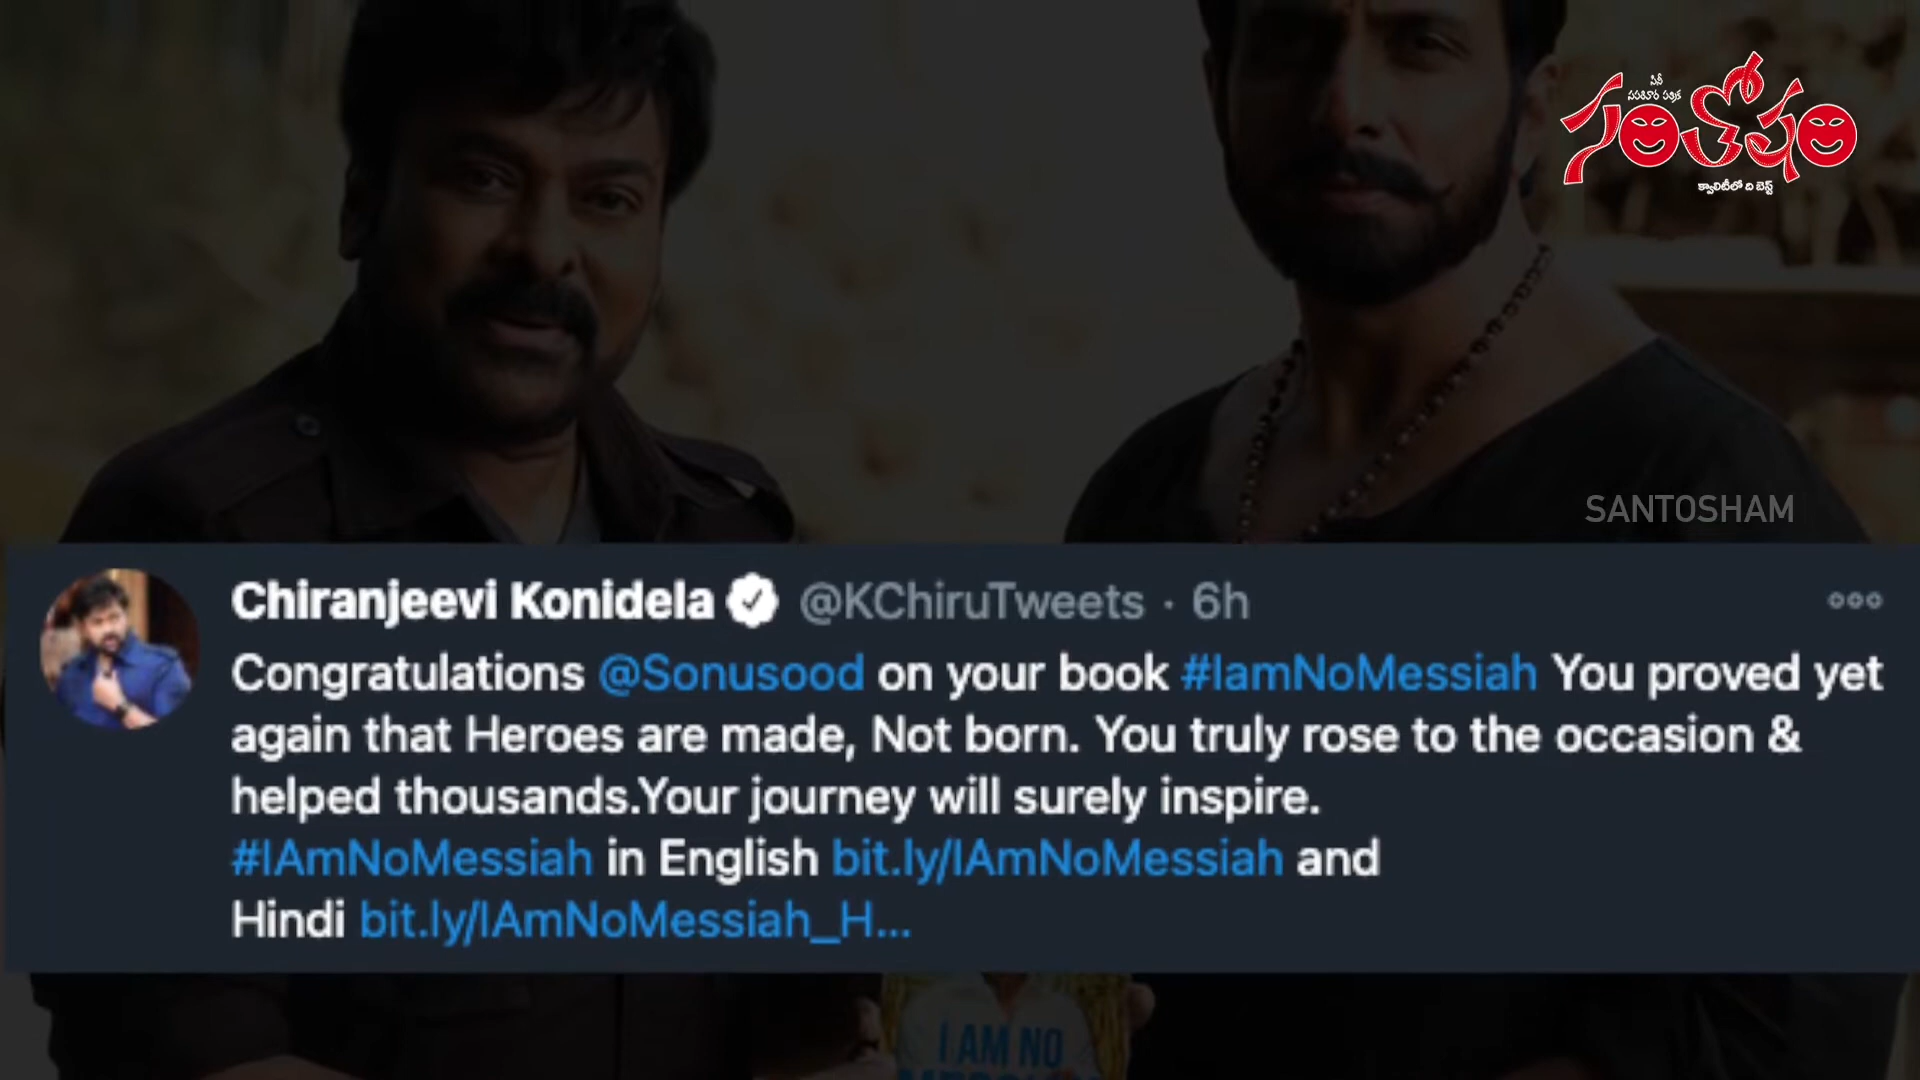 సినీ
సపరివార పత్రిక
సంతోషం
క్వాలిటీలో ది బెస్ట్
SANTOSHAM
Chiranjeevi Konidela @KChiruTweets · 6h
Congratulations @Sonusood on your book #IamNoMessiah You proved yet
again that Heroes are made, Not born. You truly rose to the occasion &
helped thousands.Your journey will surely inspire.
#IAmNoMessiah in English bit.ly/IAmNoMessiah and
Hindi bit.ly/IAmNoMessiah_H...
I AM NO